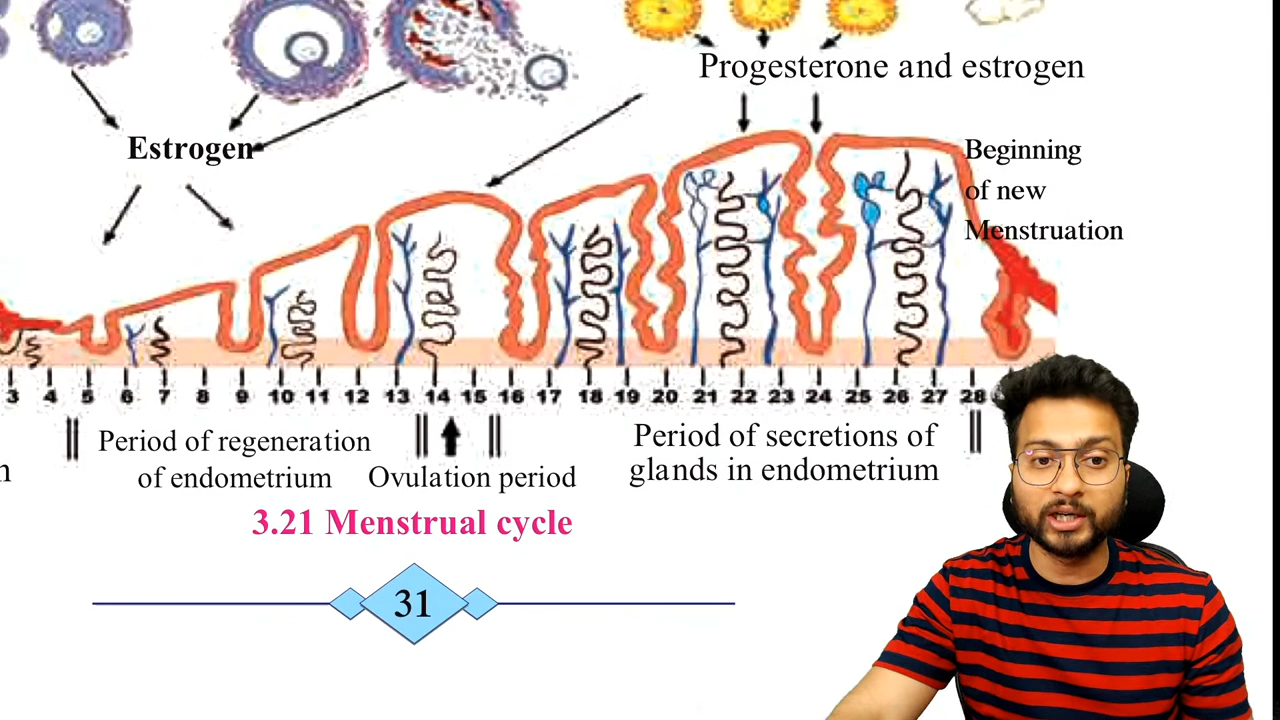 Progesterone and estrogen
Estrogen
Beginning
of new
Menstruation
3 4 5 6 7 8 9 10 11 12 13 14 15 16 17 18 19 20 21 22 23 24 25 26 27 28
Period of regeneration
of endometrium
Ovulation period
Period of secretions of
glands in endometrium
3.21 Menstrual cycle
31